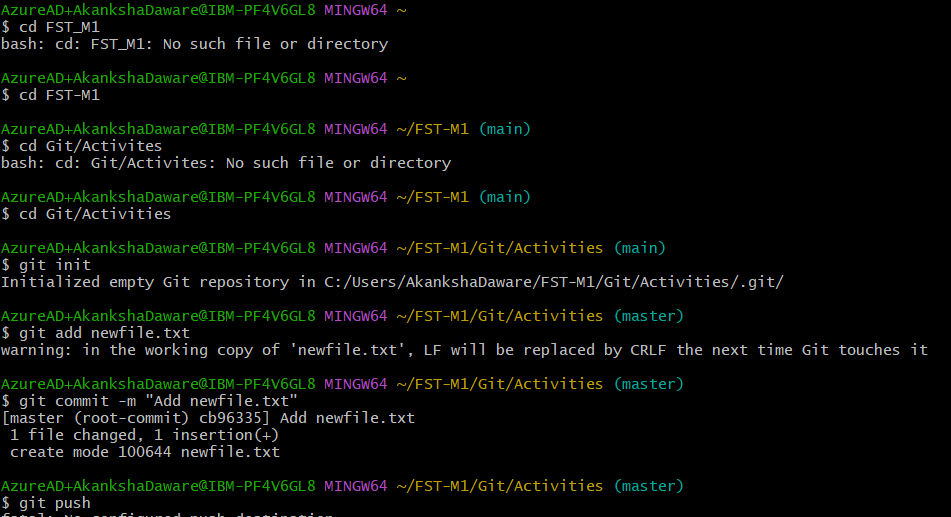 AzureAD+AkankshaDaware@IBM-PF4V6GL8 MINGW64 ~
$ cd FST_M1
bash: cd: FST_M1: No such file or directory
AzureAD+AkankshaDaware@IBM-PF4V6GL8 MINGW64 ~
$ cd FST-M1
AzureAD+AkankshaDaware@IBM-PF4V6GL8 MINGW64 ~/FST-M1 (main)
$ cd Git/Activites
bash: cd: Git/Activites: No such file or directory
AzureAD+AkankshaDaware@IBM-PF4V6GL8 MINGW64 ~/FST-M1 (main)
$ cd Git/Activities
AzureAD+AkankshaDaware@IBM-PF4V6GL8 MINGW64 ~/FST-M1/Git/Activities (main)
$ git init
Initialized empty Git repository in C:/Users/AkankshaDaware/FST-M1/Git/Activities/.git/
AzureAD+AkankshaDaware@IBM-PF4V6GL8 MINGW64 ~/FST-M1/Git/Activities (master)
$ git add newfile.txt
warning: in the working copy of 'newfile.txt', LF will be replaced by CRLF the next time Git touches it
AzureAD+AkankshaDaware@IBM-PF4V6GL8 MINGW64 ~/FST-M1/Git/Activities (master)
$ git commit -m "Add newfile.txt"
[master (root-commit) cb96335] Add newfile.txt
1 file changed, 1 insertion(+)
create mode 100644 newfile.txt
AzureAD+AkankshaDaware@IBM-PF4V6GL8 MINGW64 ~/FST-M1/Git/Activities (master)
$ git push
fatal: No configured push destination